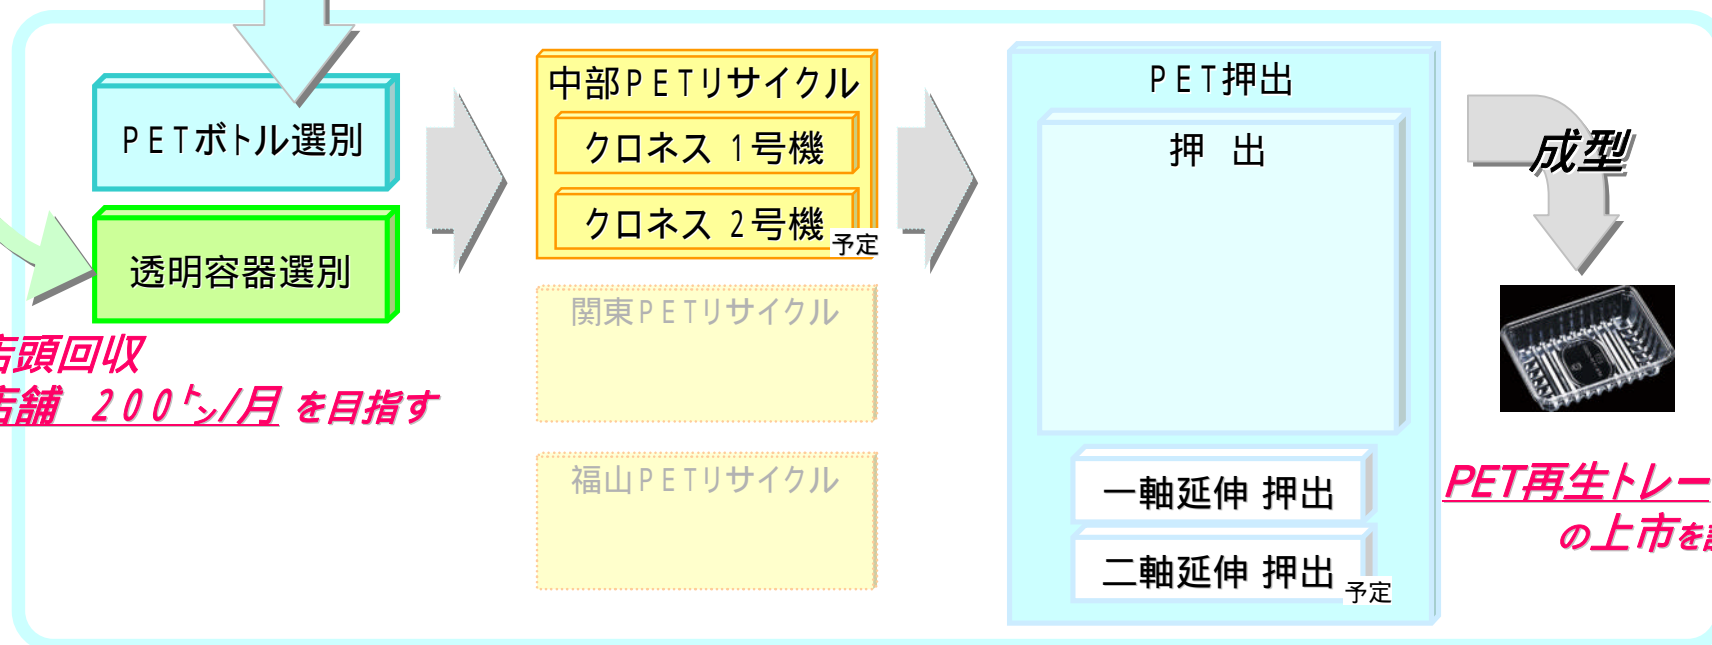 PETボトル選別
透明容器選別
店頭回収
店舗 200㌧/月 を目指す
中部PETリサイクル
クロネス 1号機
クロネス 2号機
予定
関東PETリサイクル
福山PETリサイクル
PET押出
押 出
一軸延伸 押出
二軸延伸 押出
予定
成型
PET再生トレー
の上市を